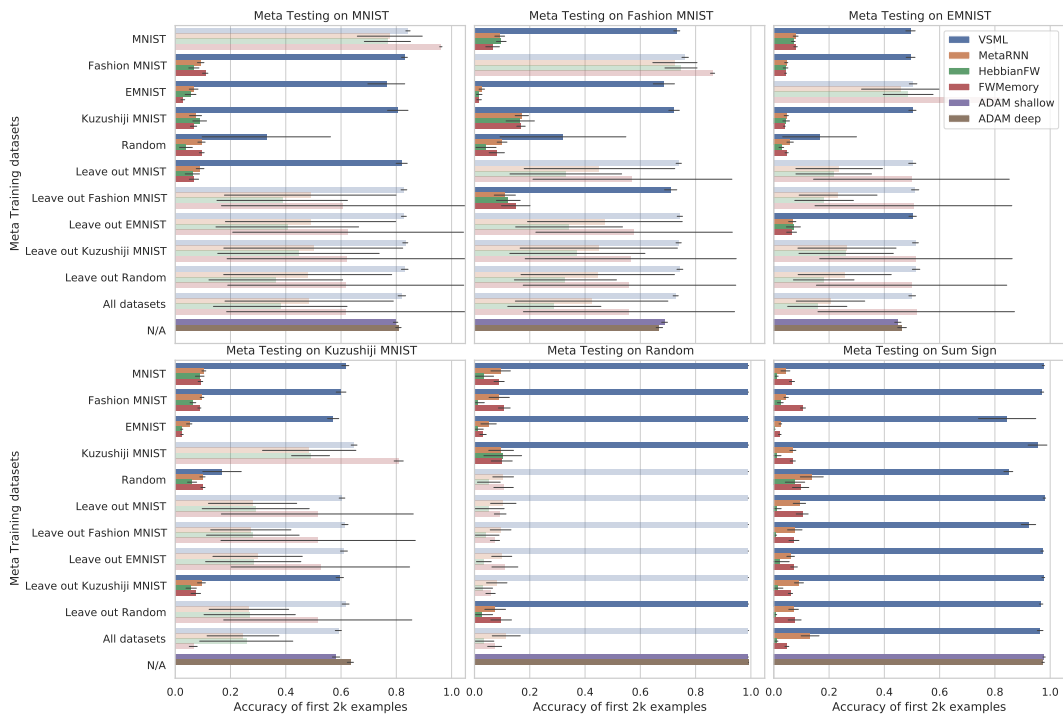 Meta Testing on MNIST
Meta Testing on Fashion MNIST
Meta Testing on EMNIST
Meta Training datasets
MNIST
Fashion MNIST
EMNIST
Kuzushiji MNIST
Random
Leave out MNIST
Leave out Fashion MNIST
Leave out EMNIST
Leave out Kuzushiji MNIST
Leave out Random
All datasets
N/A
VSML
MetaRNN
HebbianFW
FWMemory
ADAM shallow
ADAM deep
Meta Testing on Kuzushiji MNIST
Meta Testing on Random
Meta Testing on Sum Sign
Meta Training datasets
MNIST
Fashion MNIST
EMNIST
Kuzushiji MNIST
Random
Leave out MNIST
Leave out Fashion MNIST
Leave out EMNIST
Leave out Kuzushiji MNIST
Leave out Random
All datasets
N/A
0.0 0.2 0.4 0.6 0.8 1.0
0.0 0.2 0.4 0.6 0.8 1.0
0.0 0.2 0.4 0.6 0.8 1.0
Accuracy of first 2k examples
Accuracy of first 2k examples
Accuracy of first 2k examples